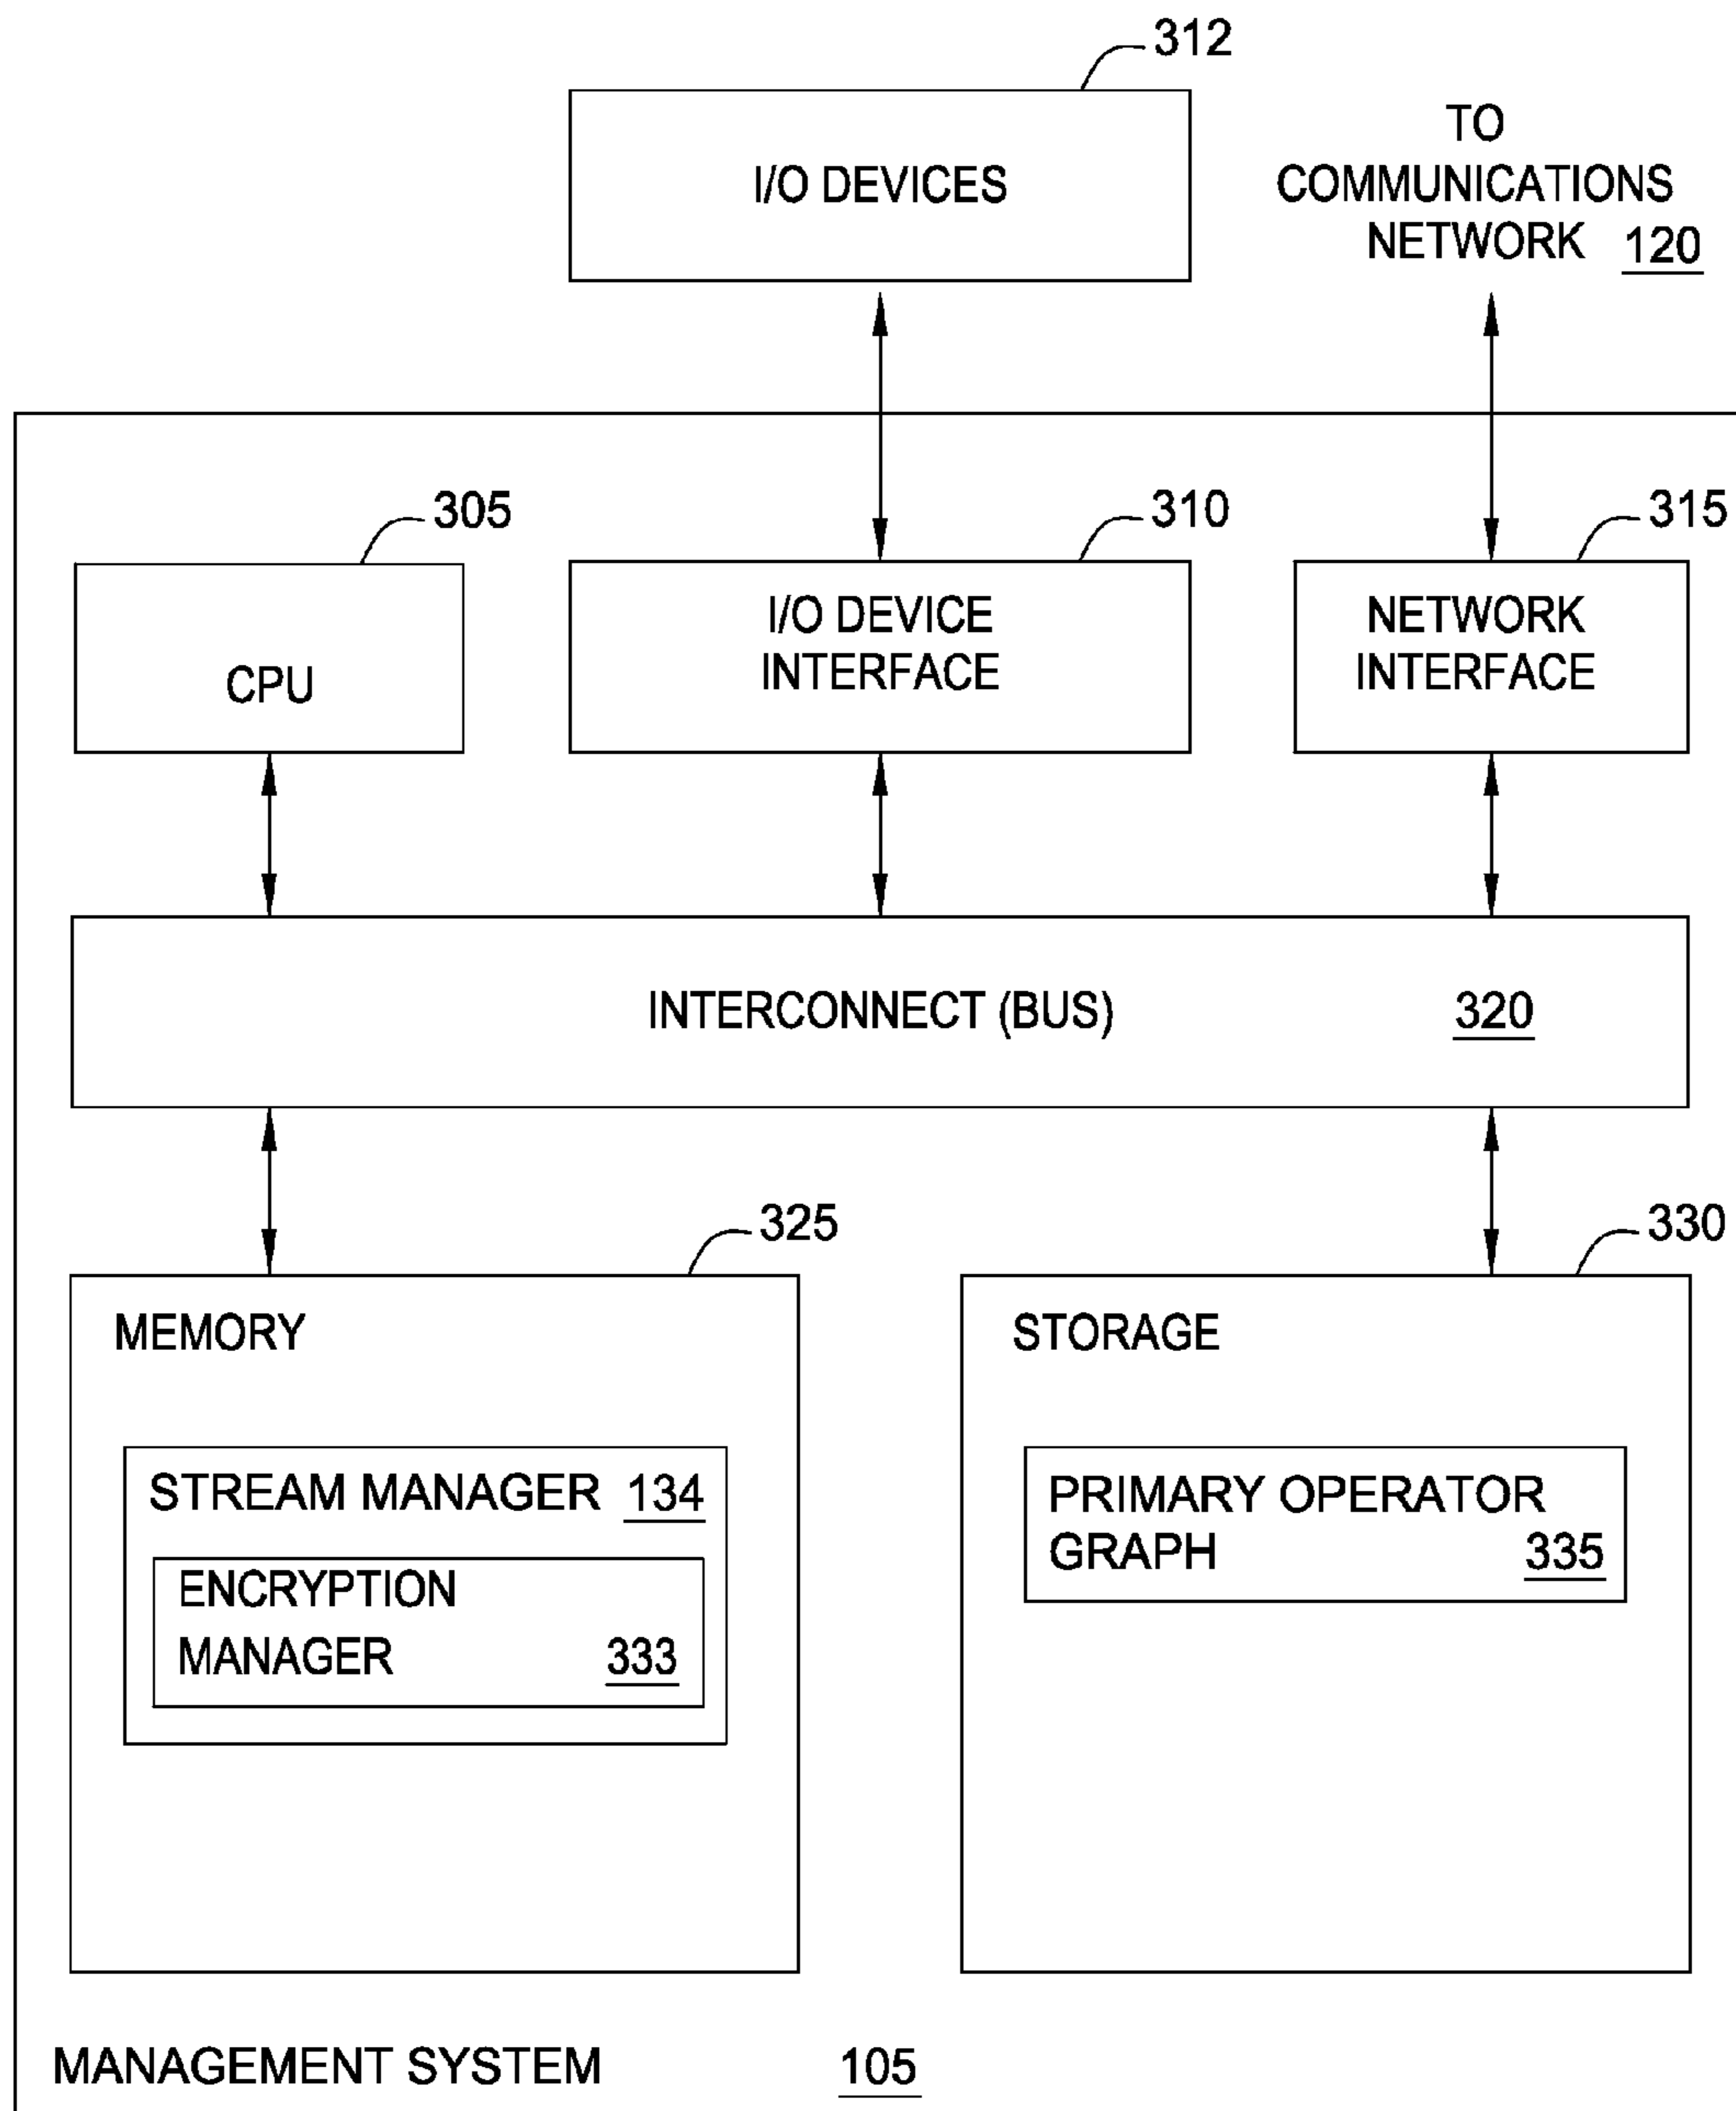 312
I/O DEVICES
TO
COMMUNICATIONS
NETWORK 120
305
310
315
CPU
I/O DEVICE
INTERFACE
NETWORK
INTERFACE
INTERCONNECT (BUS) 320
325
330
MEMORY
STREAM MANAGER 134
ENCRYPTION
MANAGER 333
STORAGE
PRIMARY OPERATOR
GRAPH 335
MANAGEMENT SYSTEM 105